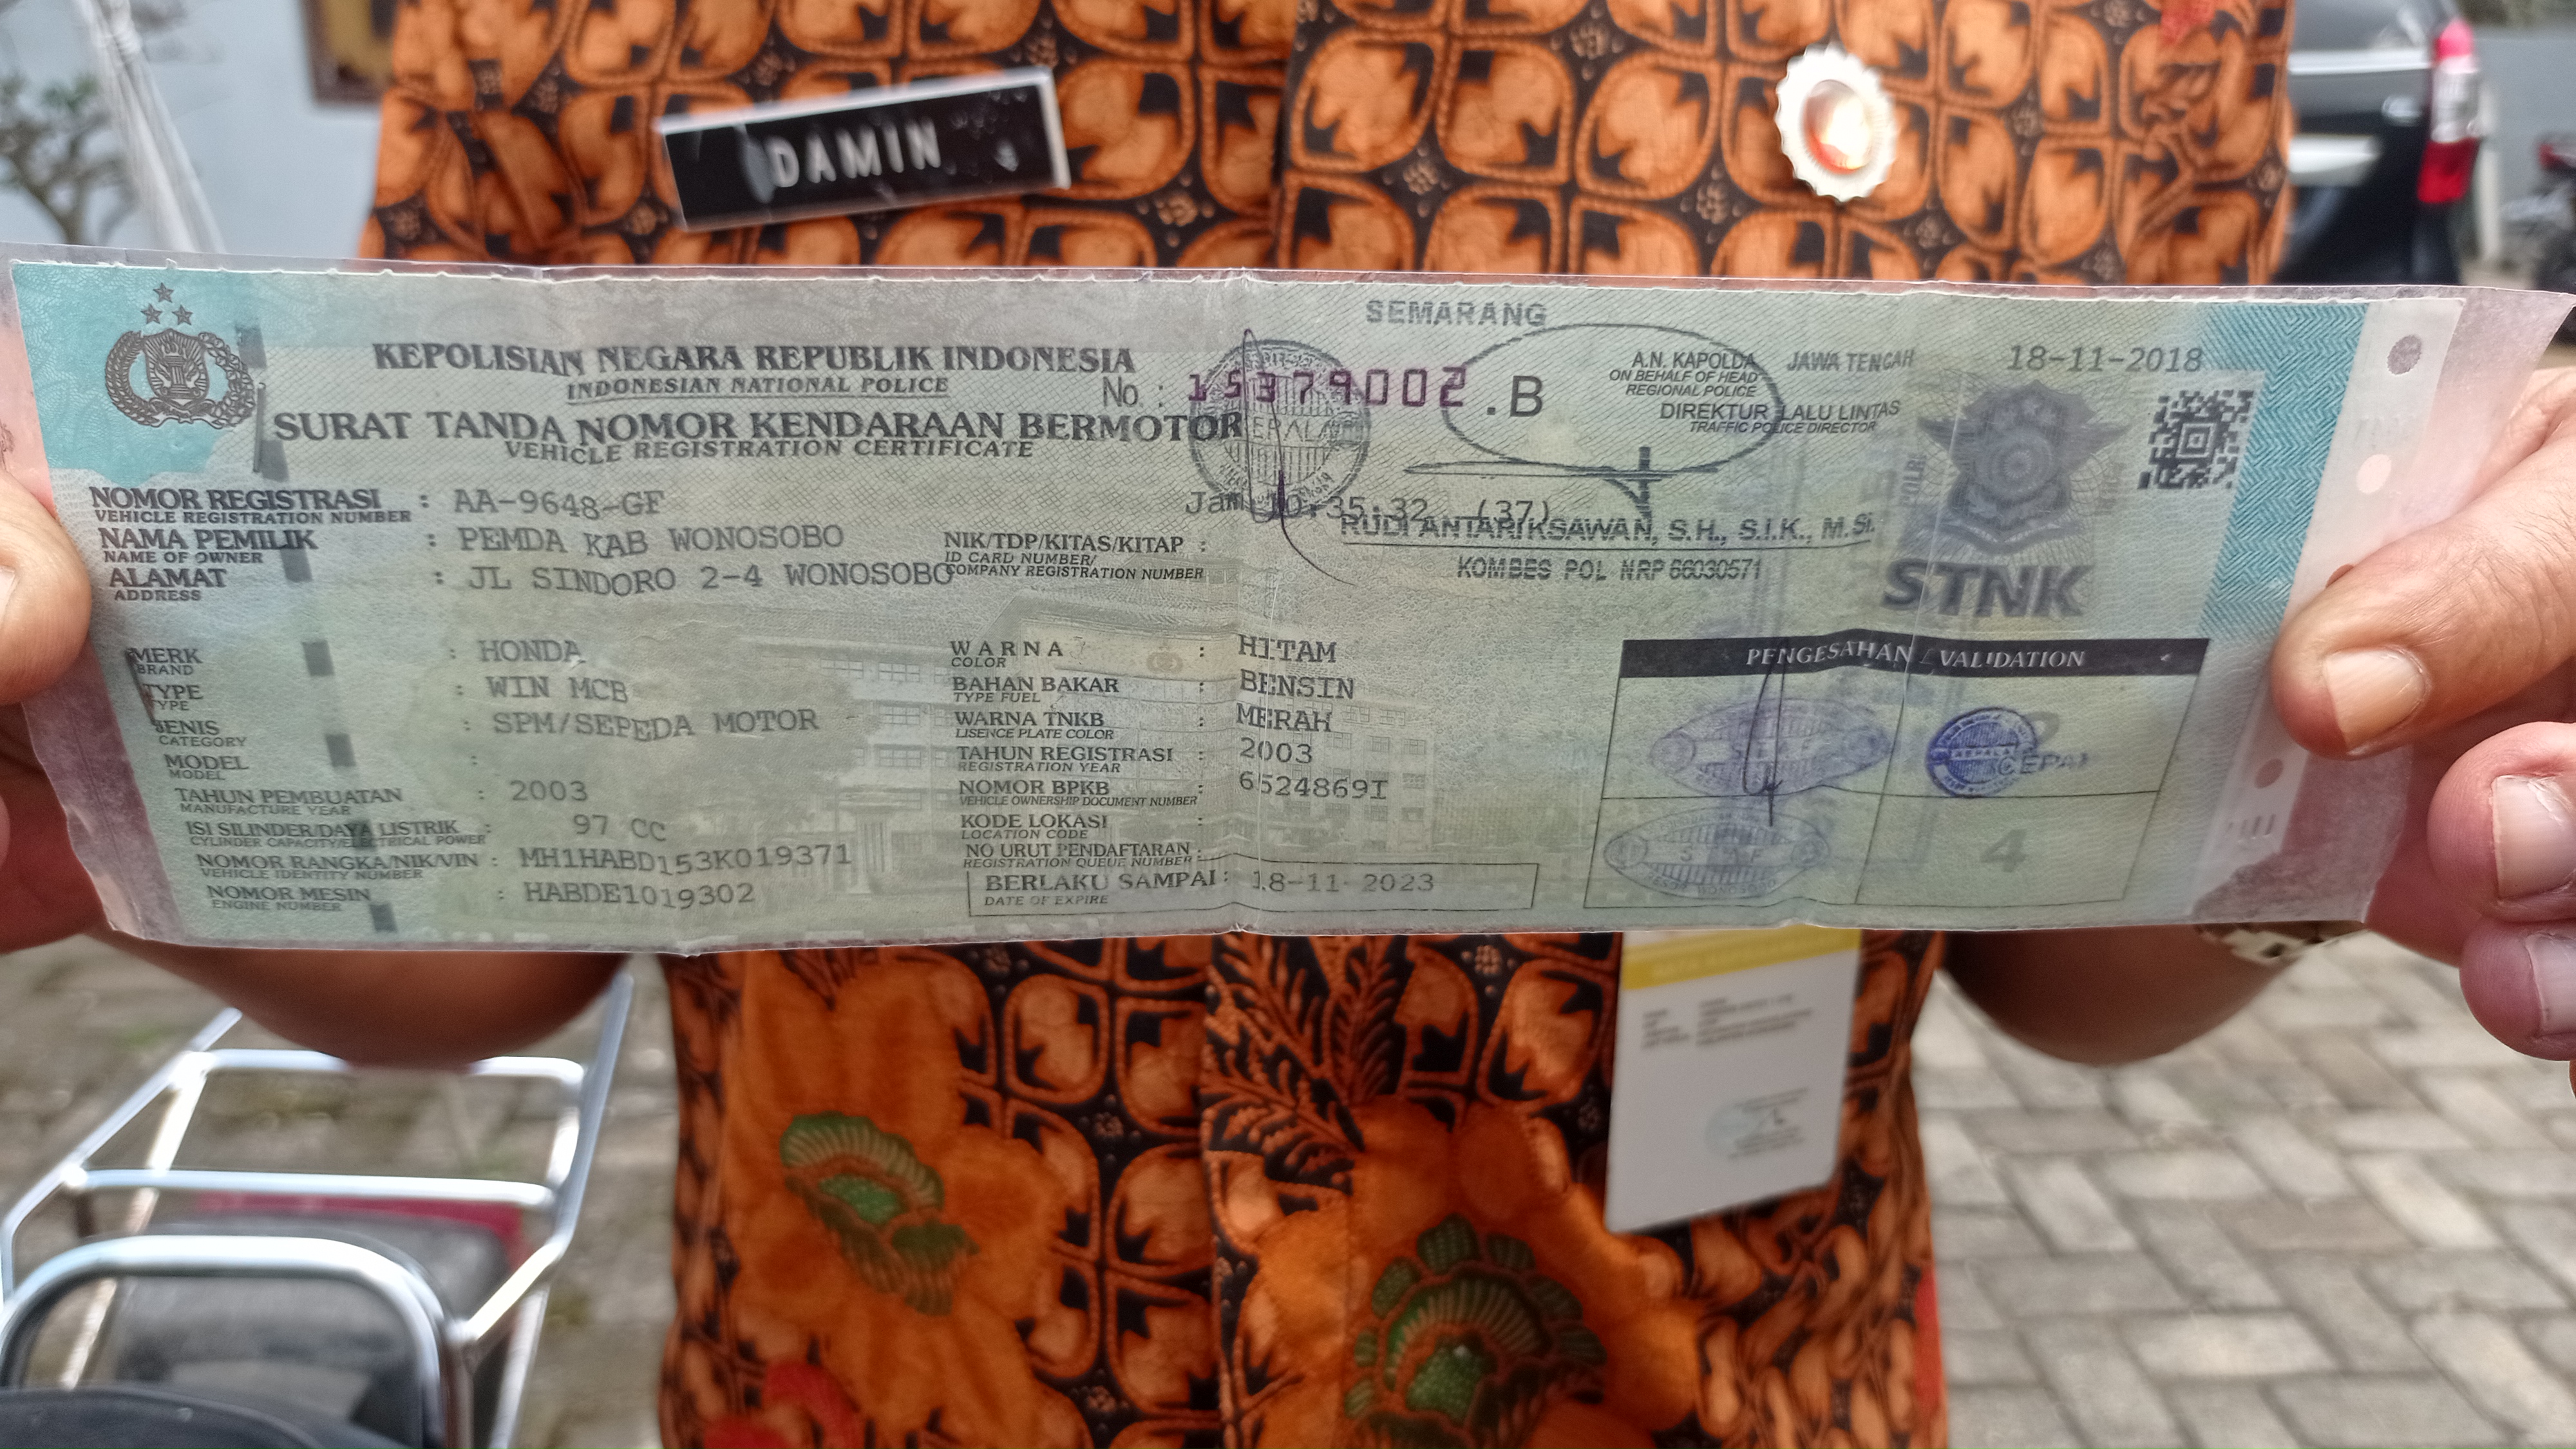 DAMIN
SEMARANG
KEPOLISIAN NEGARA REPUBLIK INDONESIA
INDONESIAN NATIONAL POLICE
No : 15379002 .B
SURAT TANDA NOMOR KENDARAAN BERMOTOR
VEHICLE REGISTRATION CERTIFICATE
A.N. KAPOLDA JAWA TENGAH 18-11-2018
ON BEHALF OF HEAD
REGIONAL POLICE
DIREKTUR LALU LINTAS
TRAFFIC POLICE DIRECTOR
Jam 10:35:32 (37)
RUDI ANTARIKSAWAN, S.H., S.I.K., M.Si.
KOMBES POL NRP 66030571
STNK
NOMOR REGISTRASI : AA-9648-GF
VEHICLE REGISTRATION NUMBER
NAMA PEMILIK : PEMDA KAB WONOSOBO
NAME OF OWNER
ALAMAT : JL SINDORO 2-4 WONOSOBO
ADDRESS
NIK/TDP/KITAS/KITAP :
ID CARD NUMBER/
COMPANY REGISTRATION NUMBER
MERK : HONDA
BRAND
TYPE : WIN MCB
TYPE
JENIS : SPM/SEPEDA MOTOR
CATEGORY
MODEL :
MODEL
TAHUN PEMBUATAN : 2003
MANUFACTURE YEAR
ISI SILINDER/DAYA LISTRIK : 97 CC
CYLINDER CAPACITY/ELECTRICAL POWER
NOMOR RANGKA/NIK/VIN : MH1HABD153K019371
VEHICLE IDENTITY NUMBER
NOMOR MESIN : HABDE1019302
ENGINE NUMBER
WARNA : HITAM
COLOR
BAHAN BAKAR : BENSIN
TYPE FUEL
WARNA TNKB : MERAH
LISENCE PLATE COLOR
TAHUN REGISTRASI : 2003
REGISTRATION YEAR
NOMOR BPKB : 6524869I
VEHICLE OWNERSHIP DOCUMENT NUMBER
KODE LOKASI :
LOCATION CODE
NO URUT PENDAFTARAN :
REGISTRATION QUEUE NUMBER
BERLAKU SAMPAI : 18-11-2023
DATE OF EXPIRE
PENGESAHAN / VALIDATION
KEPALA
4